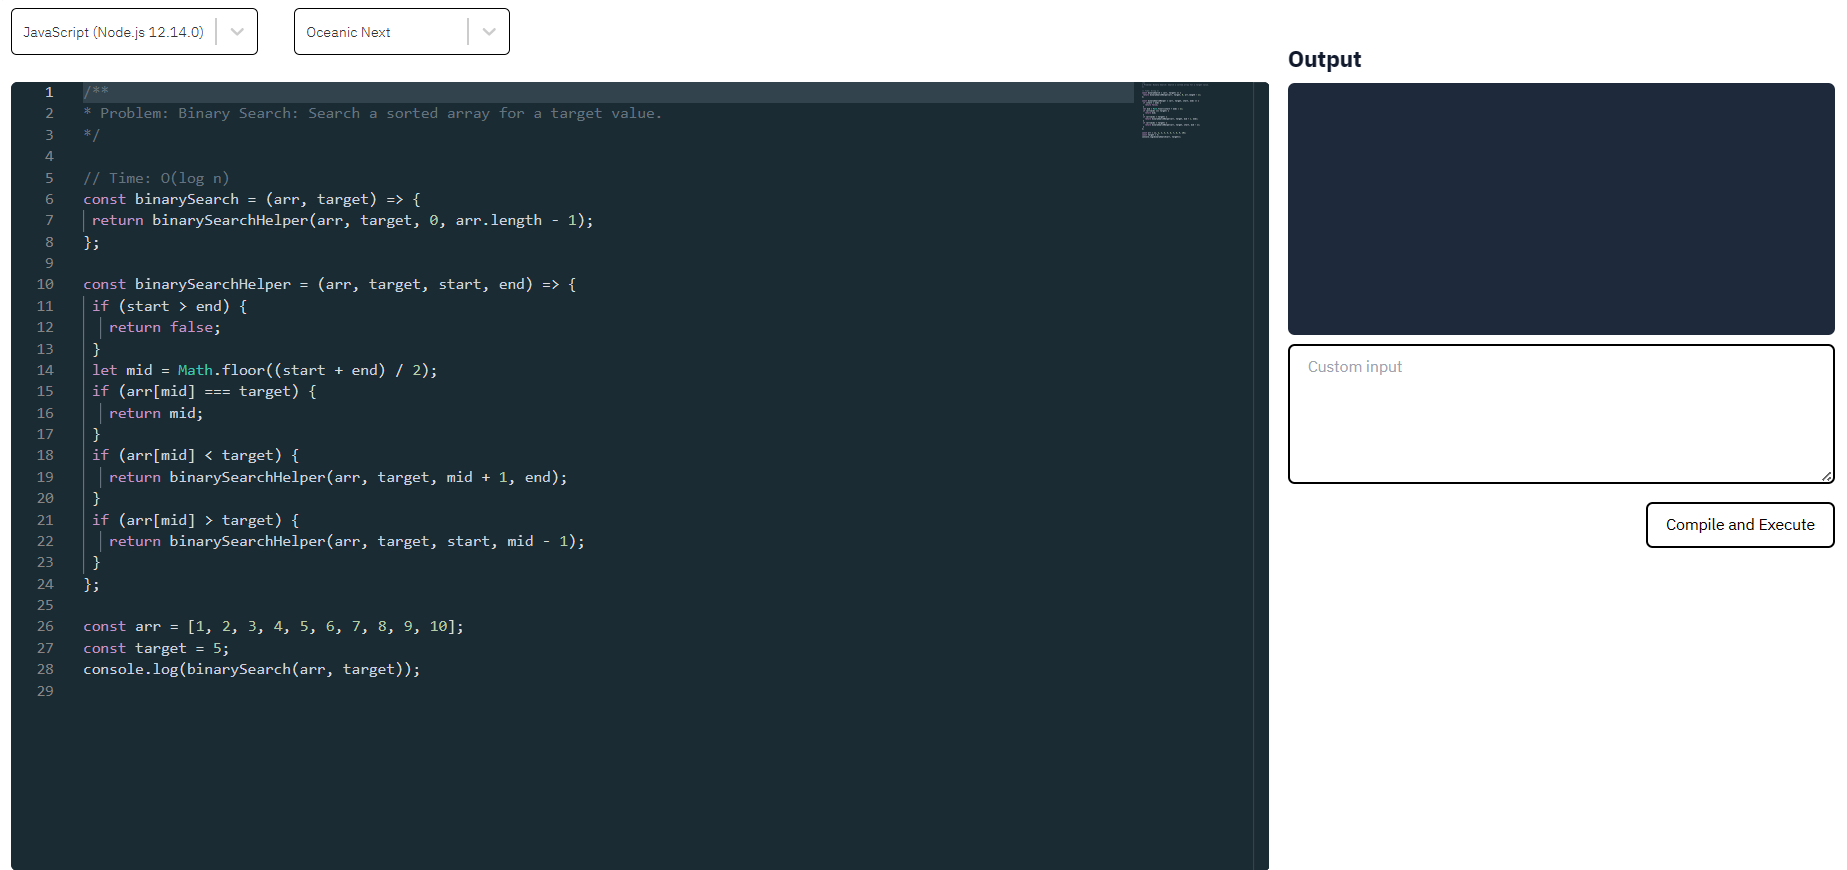 JavaScript (Node.js 12.14.0)
Oceanic Next
1 /**
2 * Problem: Binary Search: Search a sorted array for a target value.
3 */
4
5 // Time: O(log n)
6 const binarySearch = (arr, target) => {
7 return binarySearchHelper(arr, target, 0, arr.length - 1);
8 };
9
10 const binarySearchHelper = (arr, target, start, end) => {
11 if (start > end) {
12 return false;
13 }
14 let mid = Math.floor((start + end) / 2);
15 if (arr[mid] === target) {
16 return mid;
17 }
18 if (arr[mid] < target) {
19 return binarySearchHelper(arr, target, mid + 1, end);
20 }
21 if (arr[mid] > target) {
22 return binarySearchHelper(arr, target, start, mid - 1);
23 }
24 };
25
26 const arr = [1, 2, 3, 4, 5, 6, 7, 8, 9, 10];
27 const target = 5;
28 console.log(binarySearch(arr, target));
29
Output
Custom input
Compile and Execute